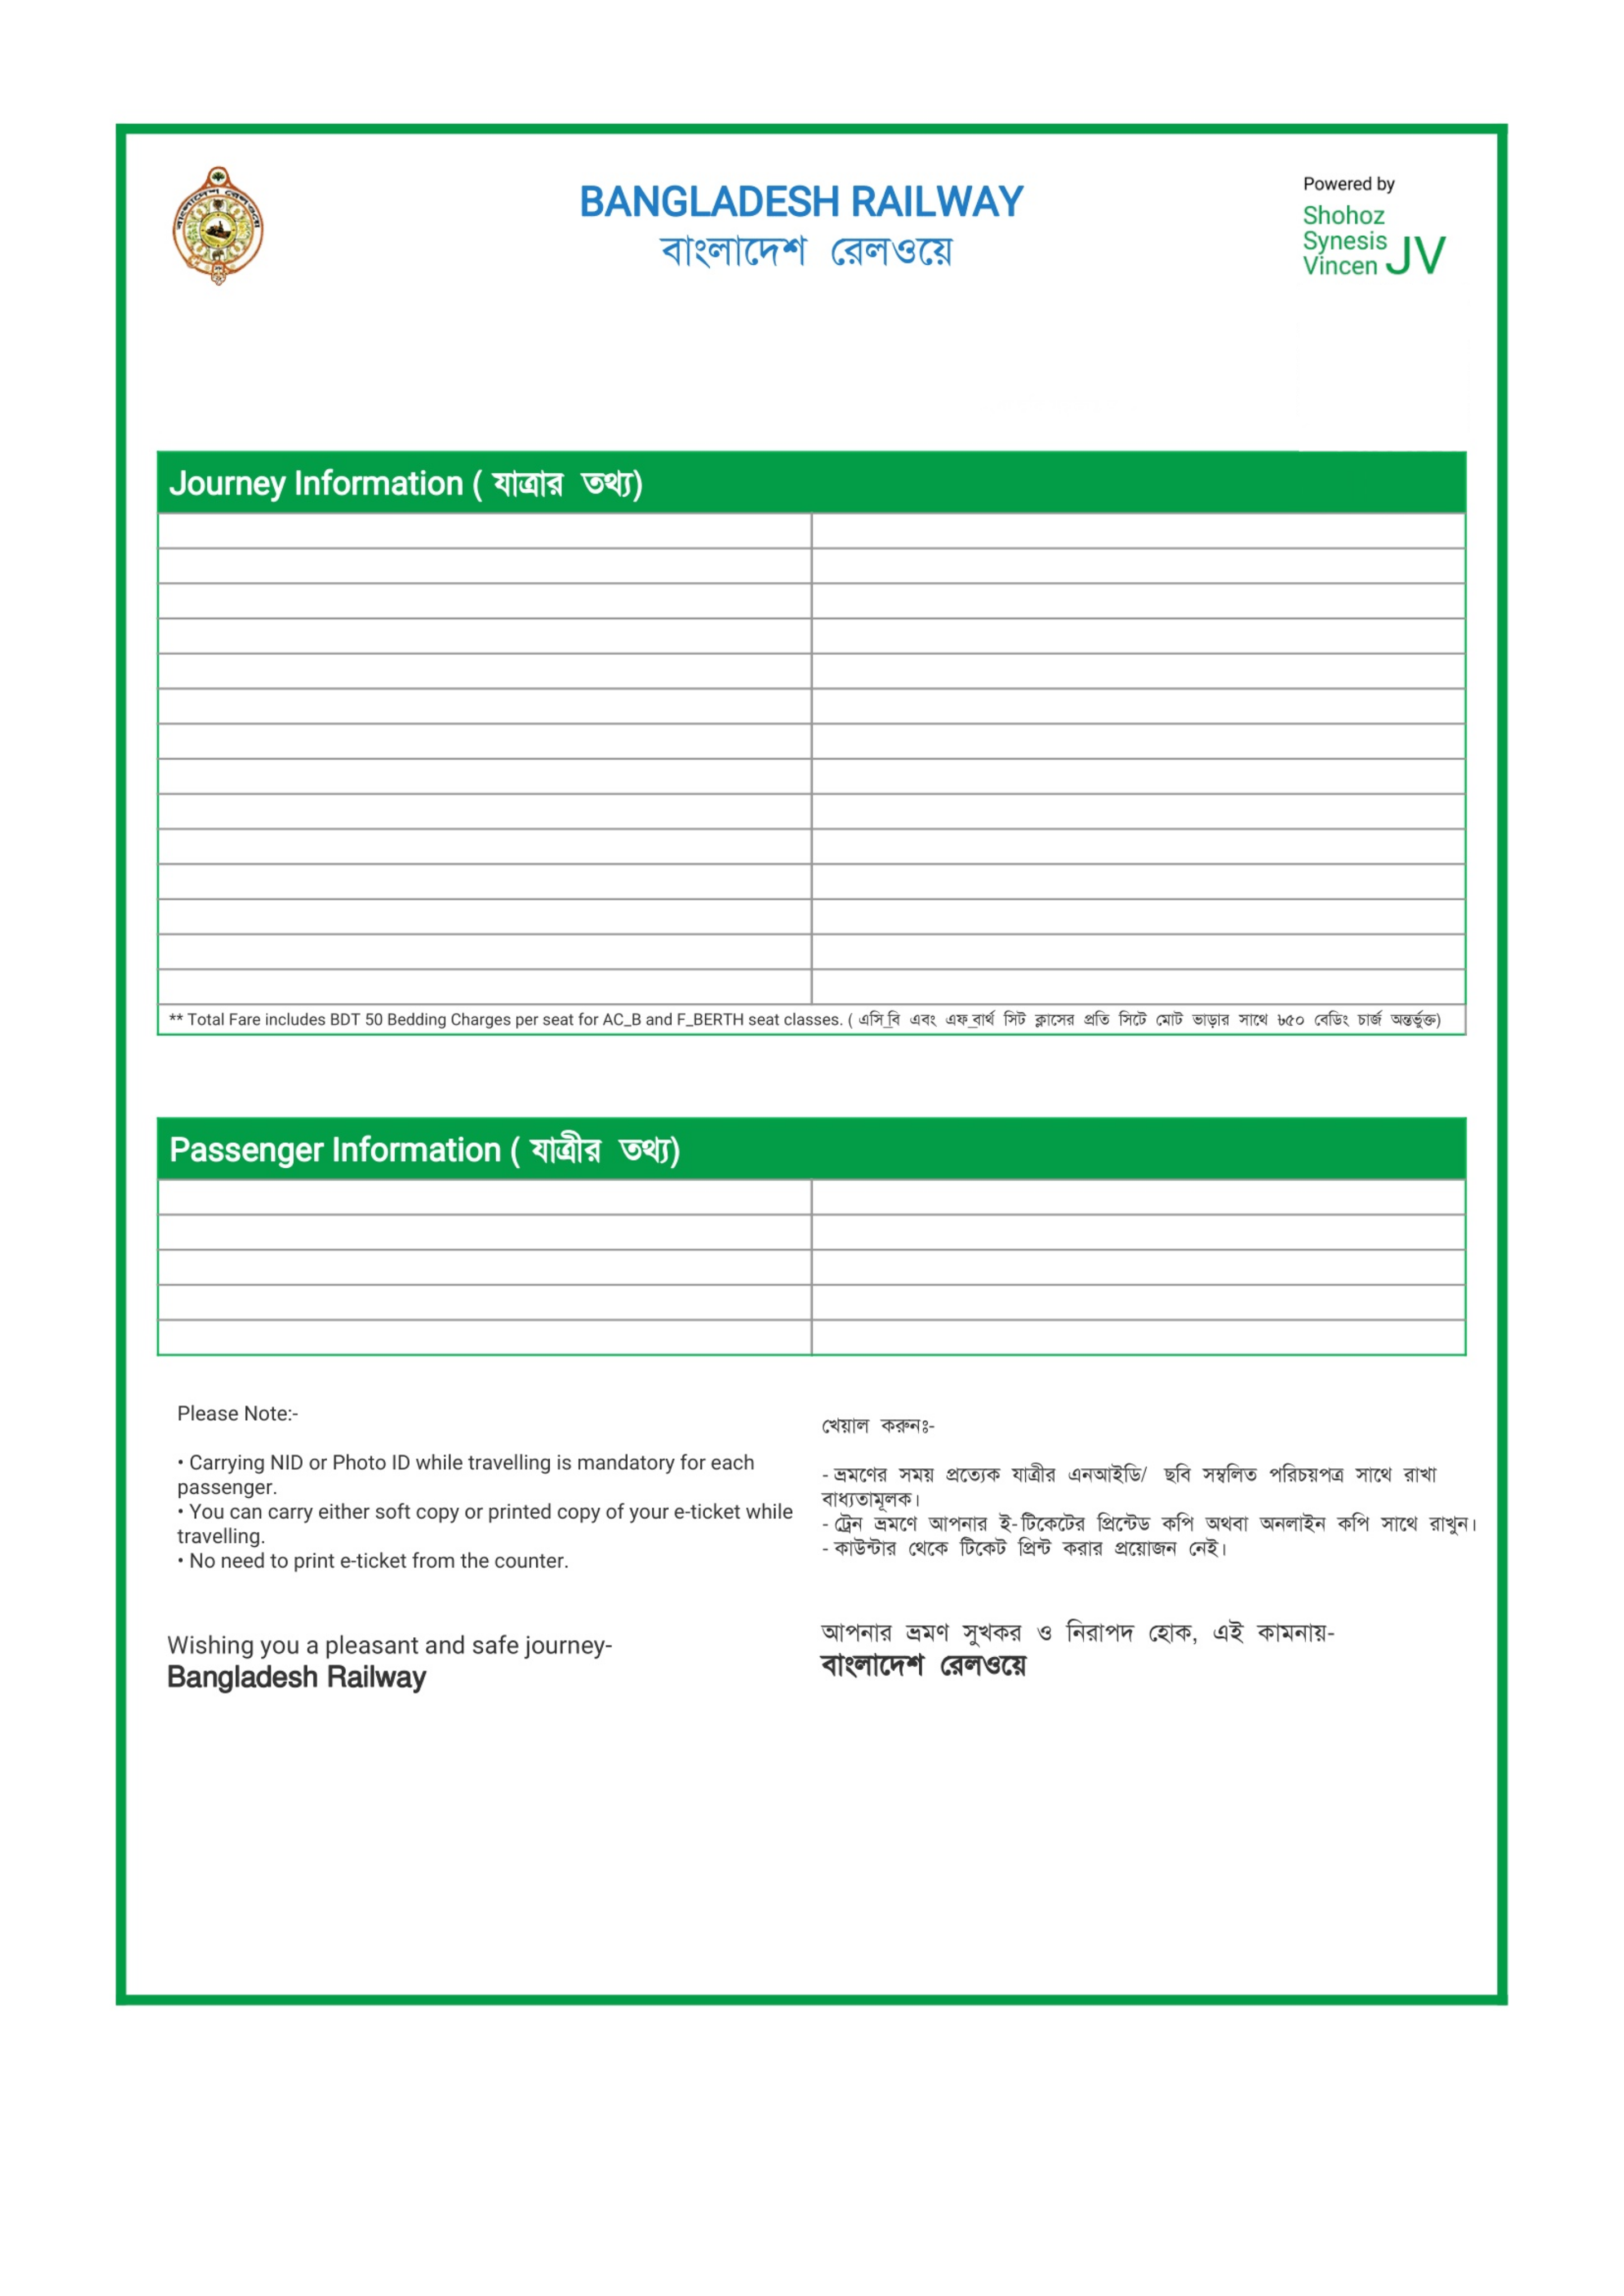 বাংলাদেশ রেলওয়ে
BANGLADESH RAILWAY
বাংলাদেশ রেলওয়ে
Powered by
Shohoz
Synesis
Vincen JV
Journey Information ( যাত্রার তথ্য)
** Total Fare includes BDT 50 Bedding Charges per seat for AC_B and F_BERTH seat classes. ( এসি_বি এবং এফ_বার্থ সিট ক্লাসের প্রতি সিটে মোট ভাড়ার সাথে ৳৫০ বেডিং চার্জ অন্তর্ভুক্ত)
Passenger Information ( যাত্রীর তথ্য)
Please Note:-
• Carrying NID or Photo ID while travelling is mandatory for each
passenger.
• You can carry either soft copy or printed copy of your e-ticket while
travelling.
• No need to print e-ticket from the counter.
খেয়াল করুনঃ-
- ভ্রমণের সময় প্রত্যেক যাত্রীর এনআইডি/ ছবি সম্বলিত পরিচয়পত্র সাথে রাখা
বাধ্যতামূলক।
- ট্রেন ভ্রমণে আপনার ই-টিকেটের প্রিন্টেড কপি অথবা অনলাইন কপি সাথে রাখুন।
- কাউন্টার থেকে টিকেট প্রিন্ট করার প্রয়োজন নেই।
Wishing you a pleasant and safe journey-
Bangladesh Railway
আপনার ভ্রমণ সুখকর ও নিরাপদ হোক, এই কামনায়-
বাংলাদেশ রেলওয়ে